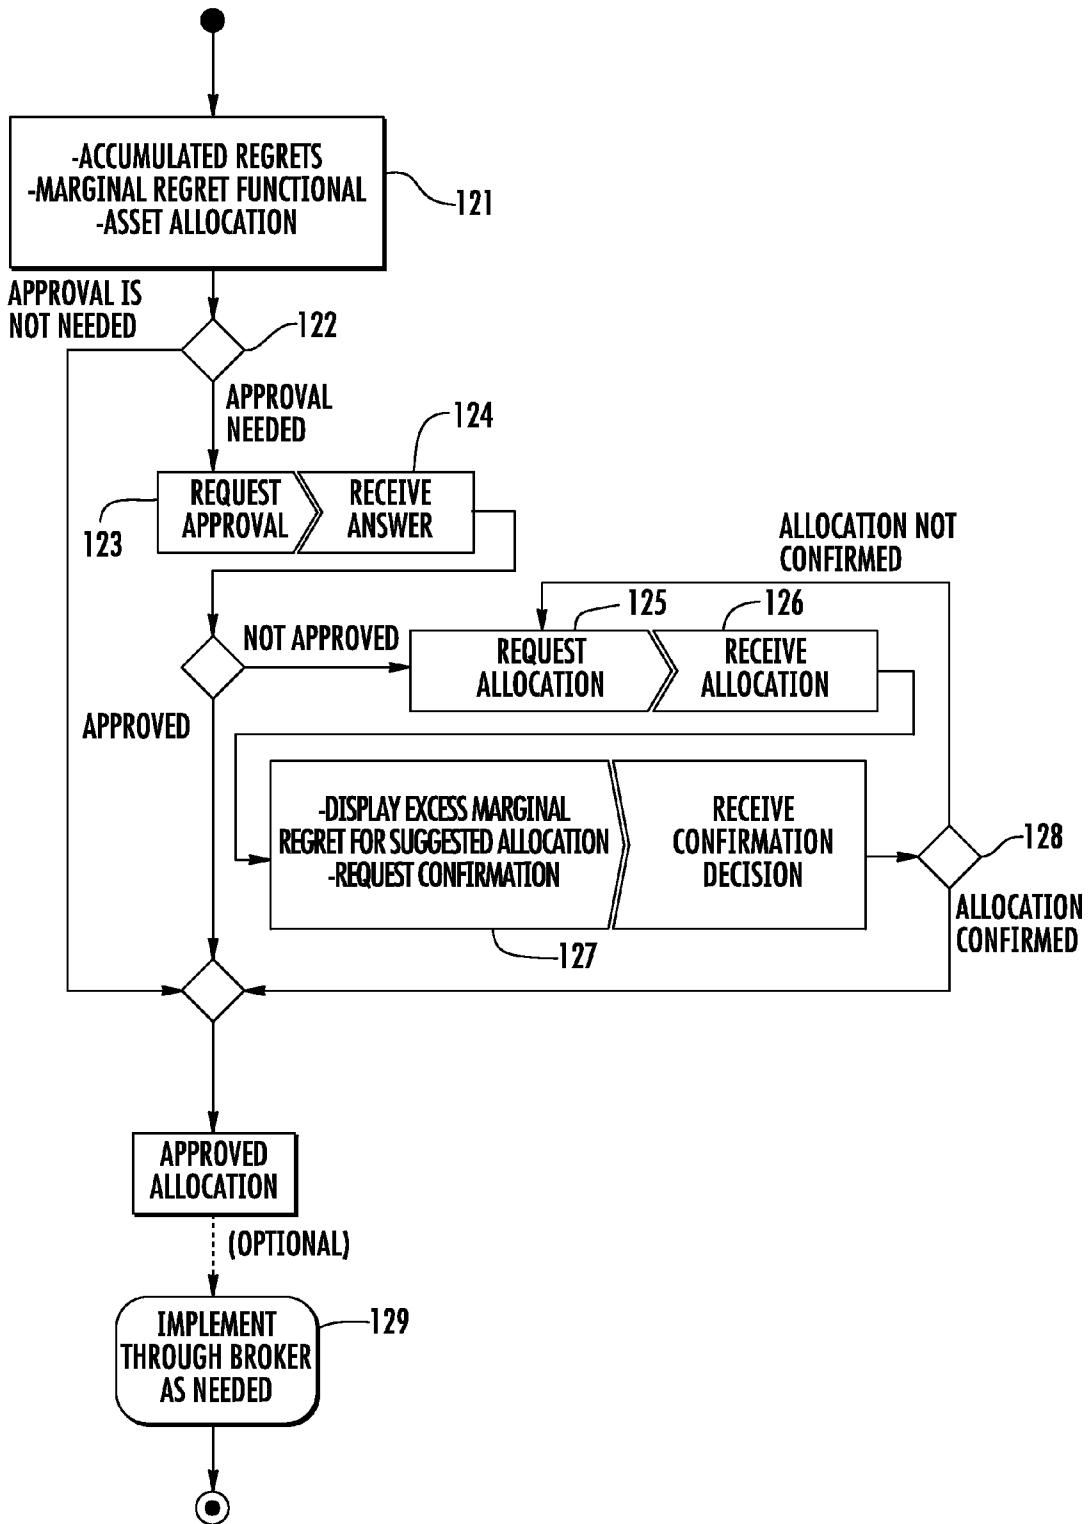 -ACCUMULATED REGRETS
-MARGINAL REGRET FUNCTIONAL
-ASSET ALLOCATION
121
APPROVAL IS
NOT NEEDED
122
APPROVAL
NEEDED
124
REQUEST
APPROVAL
RECEIVE
ANSWER
123
ALLOCATION NOT
CONFIRMED
125
126
NOT APPROVED
REQUEST
ALLOCATION
RECEIVE
ALLOCATION
APPROVED
-DISPLAY EXCESS MARGINAL
REGRET FOR SUGGESTED ALLOCATION
-REQUEST CONFIRMATION
RECEIVE
CONFIRMATION
DECISION
128
ALLOCATION
CONFIRMED
127
APPROVED
ALLOCATION
(OPTIONAL)
IMPLEMENT
THROUGH BROKER
AS NEEDED
129